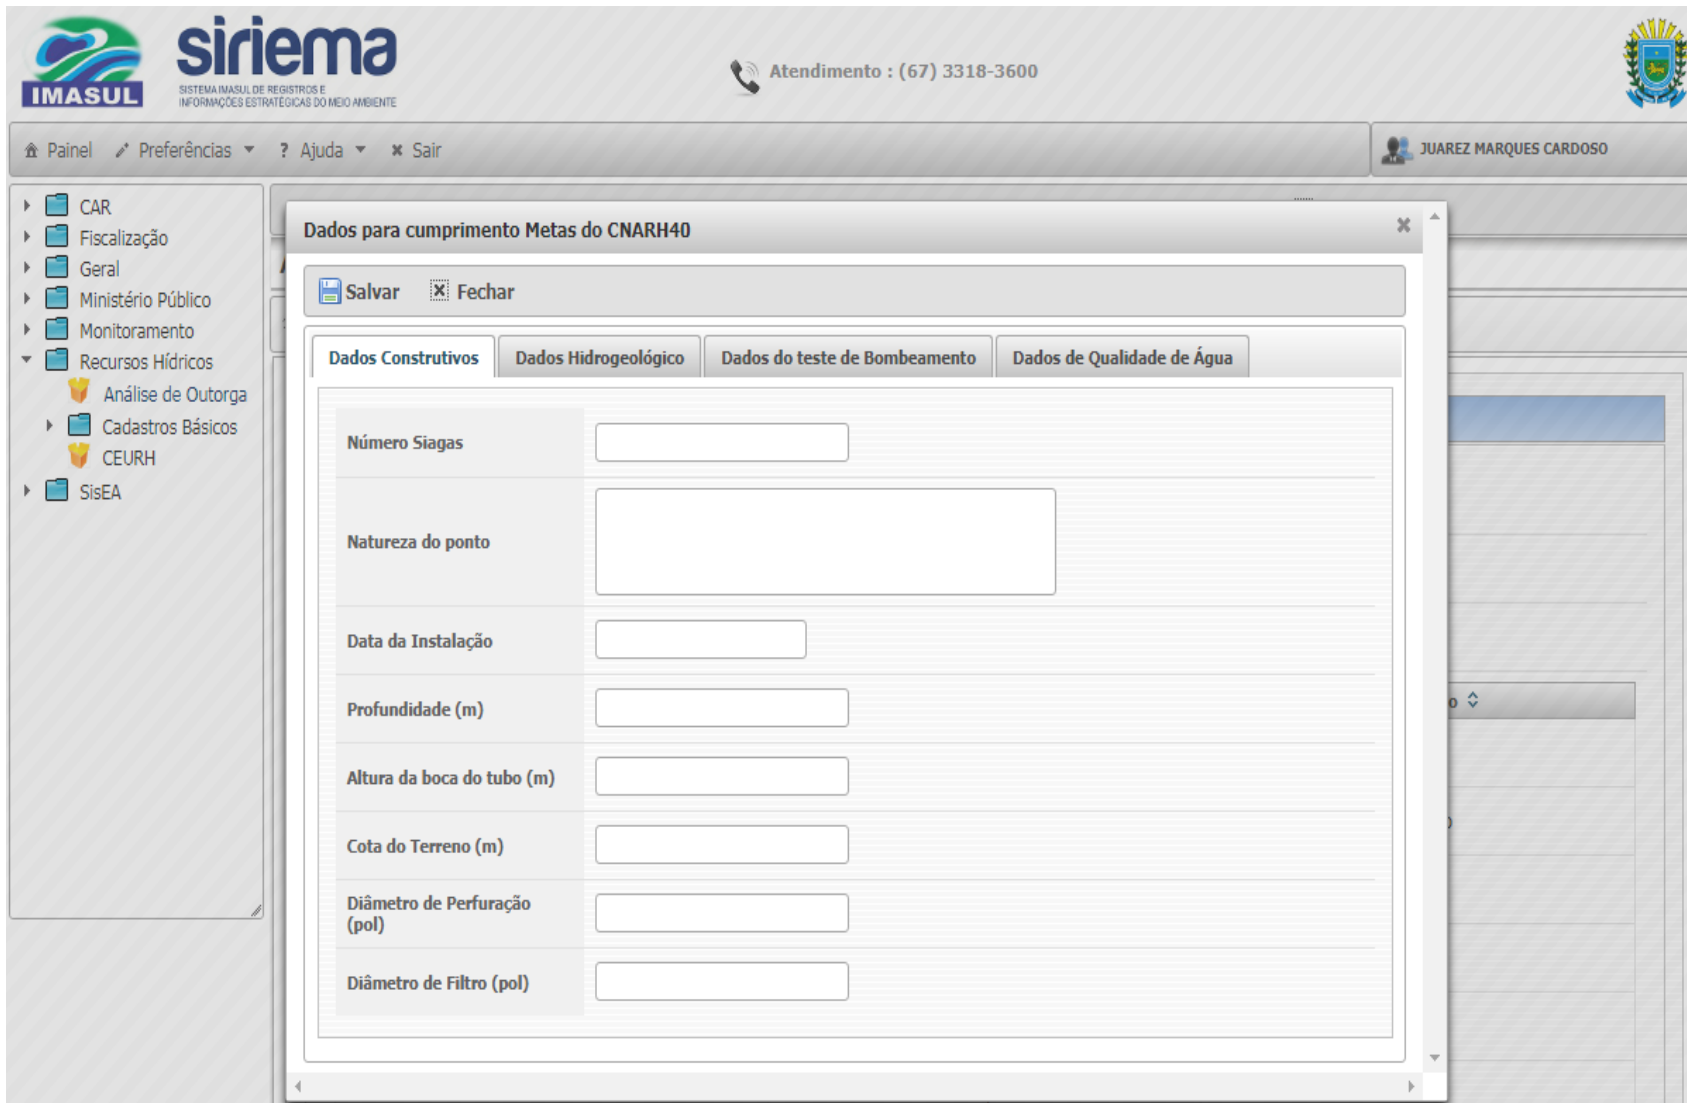 IMASUL
siriema
SISTEMA IMASUL DE REGISTROS E
INFORMAÇÕES ESTRATÉGICAS DO MEIO AMBIENTE
Atendimento : (67) 3318-3600
Painel Preferências ? Ajuda Sair
JUAREZ MARQUES CARDOSO
CAR
Fiscalização
Geral
Ministério Público
Monitoramento
Recursos Hídricos
Análise de Outorga
Cadastros Básicos
CEURH
SisEA
Dados para cumprimento Metas do CNARH40
Salvar Fechar
Dados Construtivos Dados Hidrogeológico Dados do teste de Bombeamento Dados de Qualidade de Água
Número Siagas
Natureza do ponto
Data da Instalação
Profundidade (m)
Altura da boca do tubo (m)
Cota do Terreno (m)
Diâmetro de Perfuração
(pol)
Diâmetro de Filtro (pol)